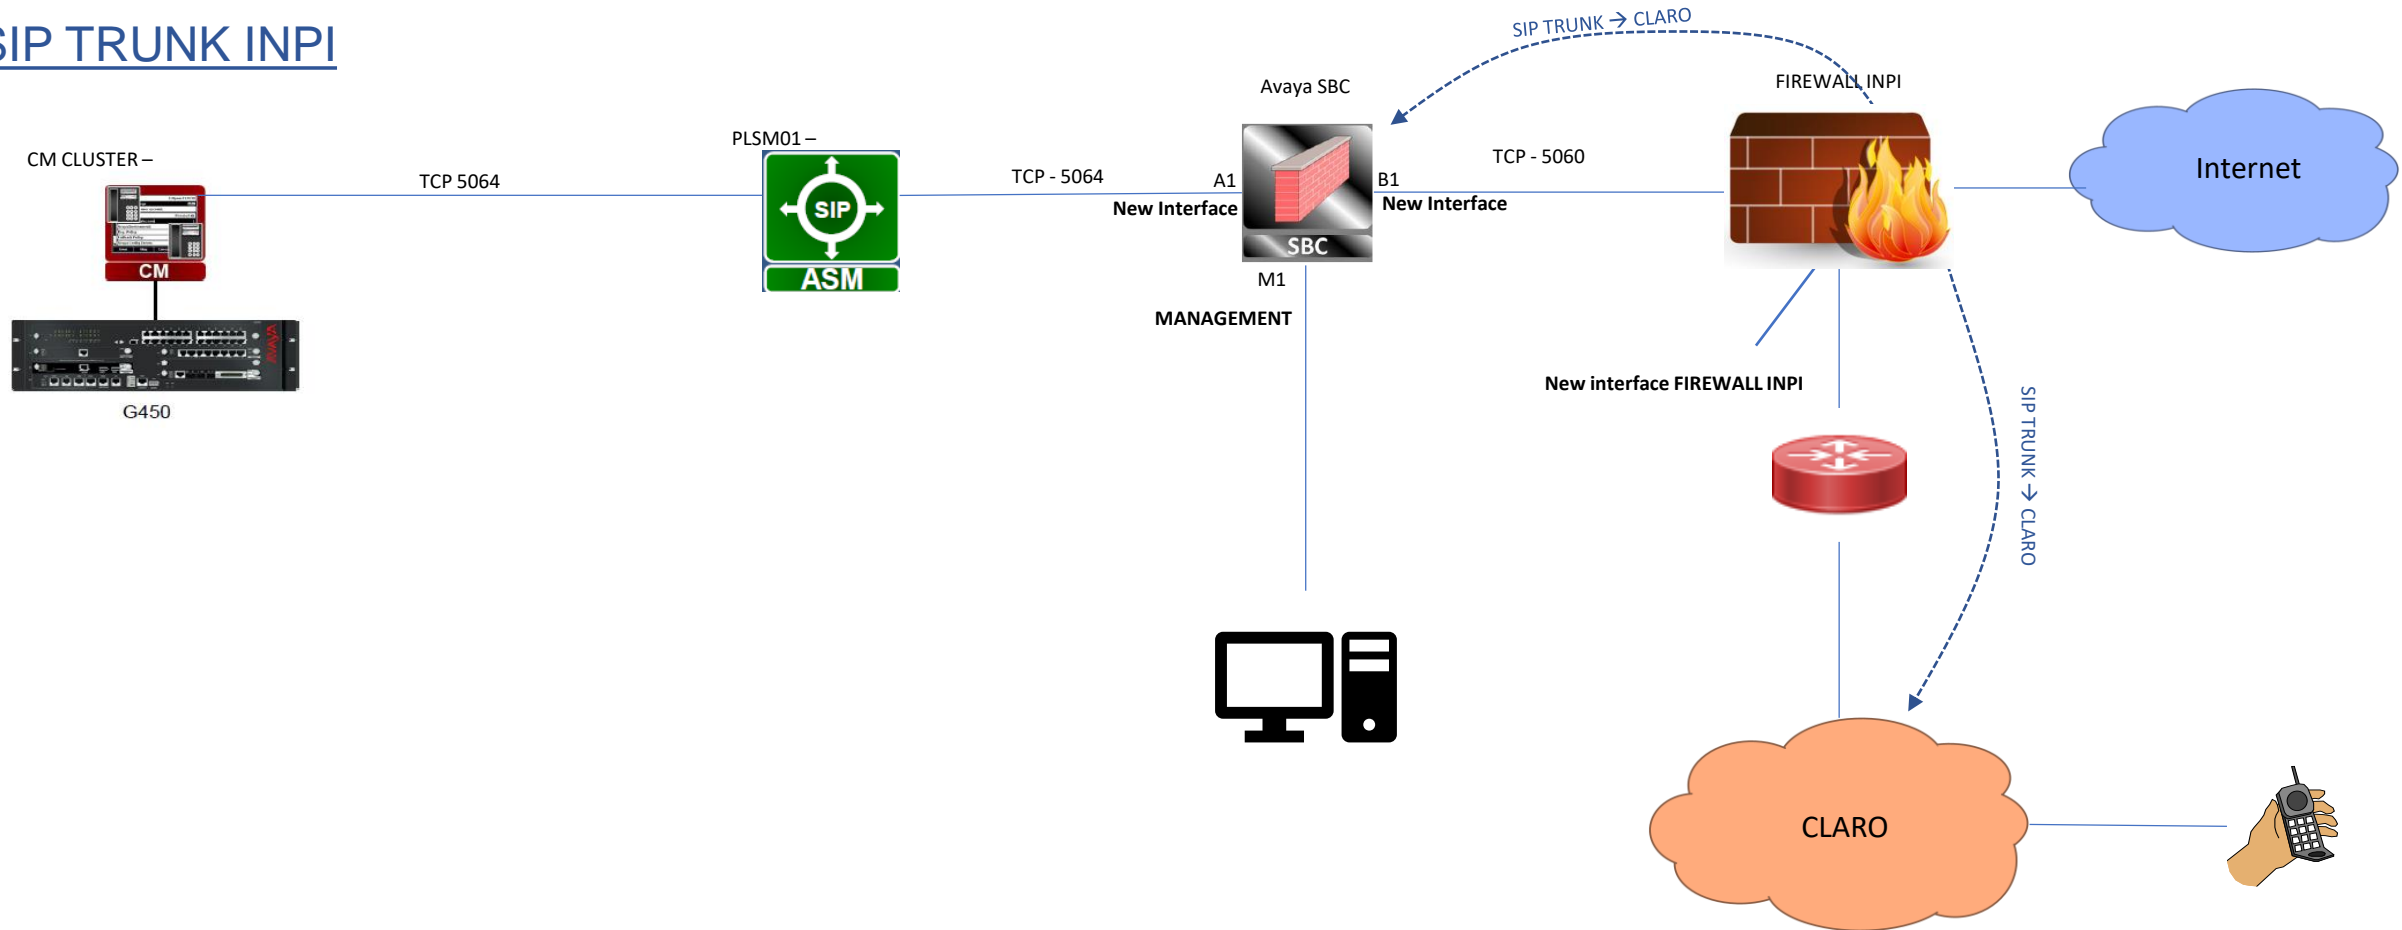 SIP TRUNK INPI
SIP TRUNK → CLARO
Avaya SBC
FIREWALL INPI
PLSM01 –
CM CLUSTER –
TCP 5064
TCP - 5064
A1
New Interface
B1
New Interface
TCP - 5060
Internet
SIP
ASM
SBC
CM
M1
MANAGEMENT
AVAYA
G450
New interface FIREWALL INPI
SIP TRUNK → CLARO
CLARO